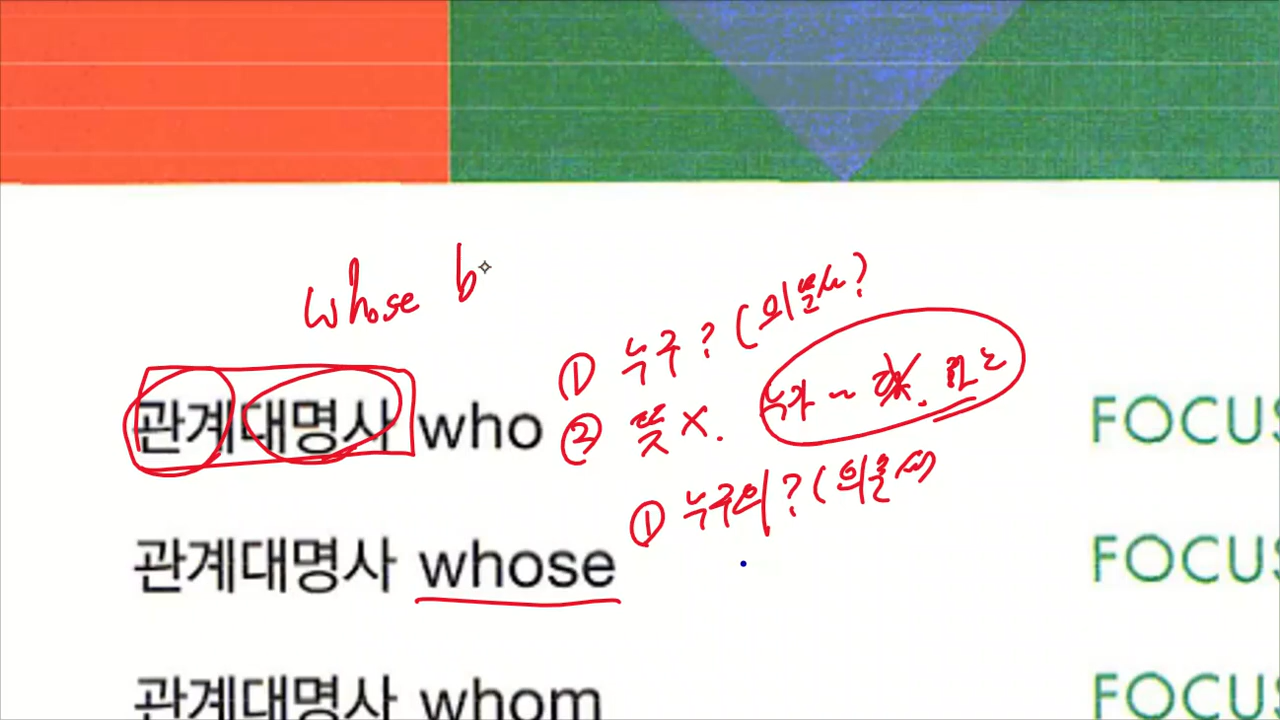 whose b
① 누구? (의문사?
관계대명사 who ② 뜻 X. 누가 ~ 하는 FOCUS
① 누구의? (의문사
관계대명사 whose FOCUS
관계대명사 whom FOCUS